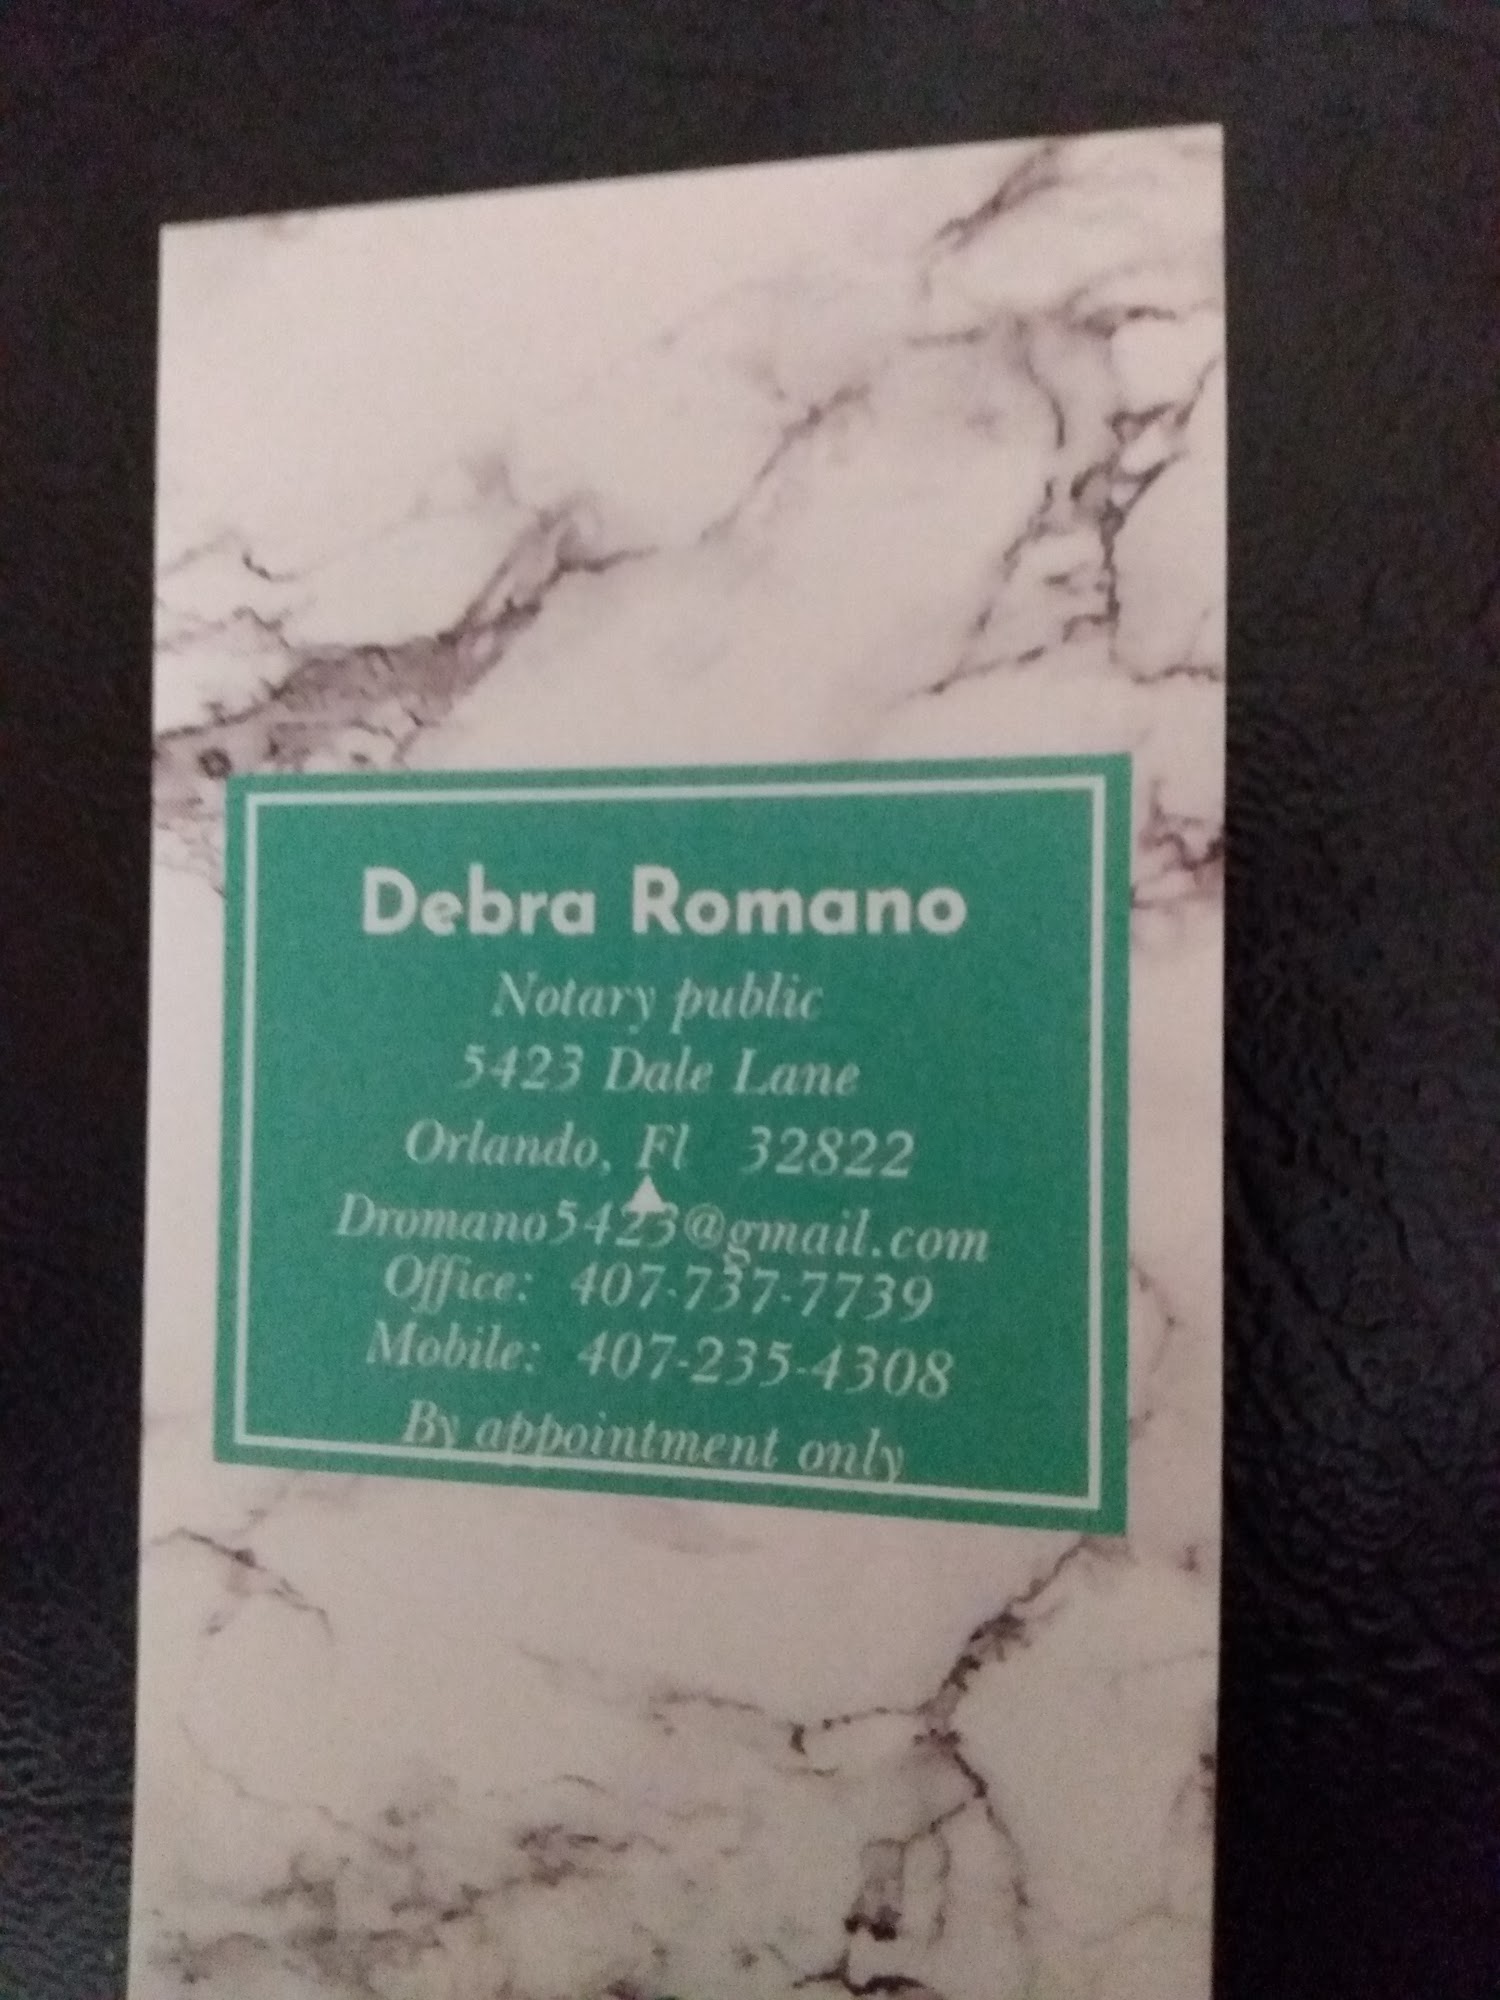 Debra Romano
Notary public
5423 Dale Lane
Orlando, Fl 32822
Dromano5423@gmail.com
Office: 407-737-7739
Mobile: 407-235-4308
By appointment only